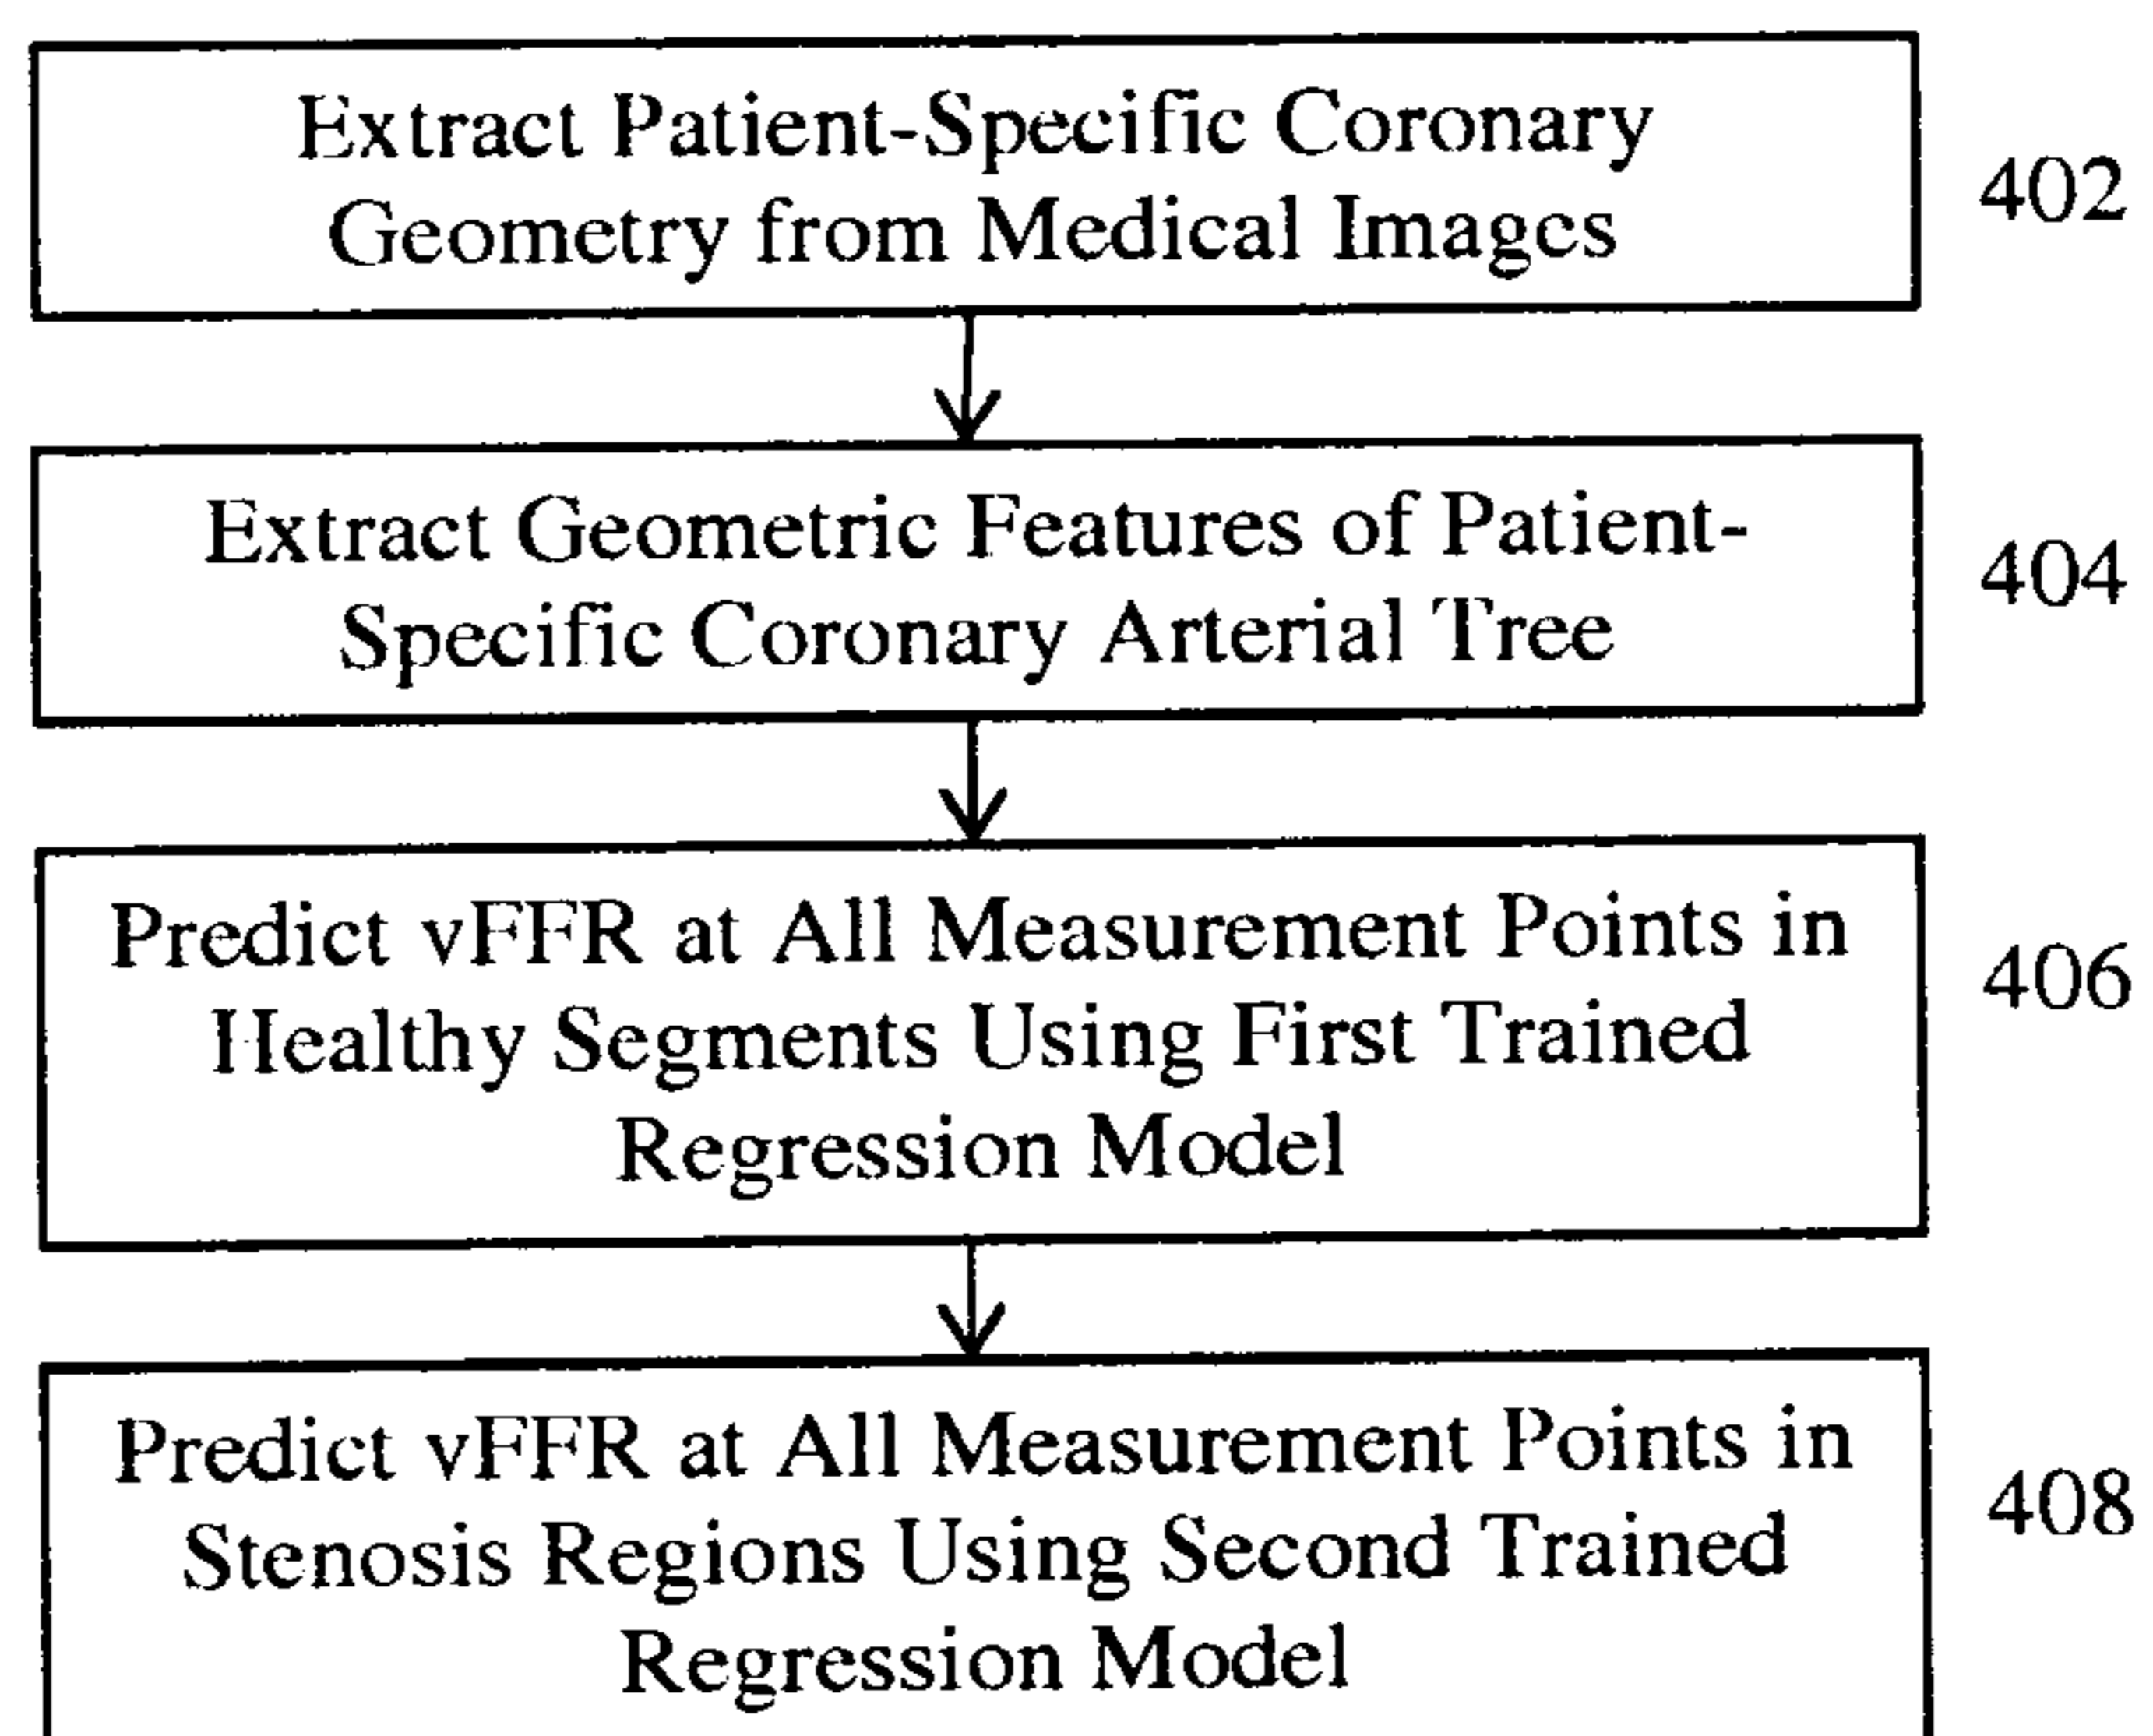 Extract Patient-Specific Coronary
Geometry from Medical Images
402
Extract Geometric Features of Patient-
Specific Coronary Arterial Tree
404
Predict vFFR at All Measurement Points in
Healthy Segments Using First Trained
Regression Model
406
Predict vFFR at All Measurement Points in
Stenosis Regions Using Second Trained
Regression Model
408